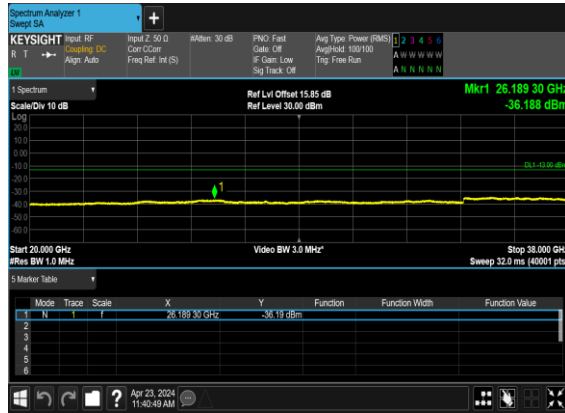 Spectrum Analyzer 1
Swept SA
+
KEYSIGHT Input: RF Input Z: 50 Ω #Atten: 30 dB PNO: Fast Avg Type: Power (RMS) 1 2 3 4 5 6
R T Coupling: DC Corr CCorr Gate: Off Avg|Hold: 100/100 A W W W W W
Align: Auto Freq Ref: Int (S) IF Gain: Low Trig: Free Run
Sig Track: Off A N N N N N
1 Spectrum Ref Lvl Offset 15.85 dB Mkr1 26.189 30 GHz
Scale/Div 10 dB Ref Level 30.00 dBm -36.188 dBm
Log
20.0
10.0
0.00
-10.0 DL1 -13.00 dBm
-20.0
-30.0 1
-40.0
-50.0
-60.0
Start 20.000 GHz Video BW 3.0 MHz* Stop 38.000 GHz
#Res BW 1.0 MHz Sweep 32.0 ms (40001 pts)
5 Marker Table
Mode Trace Scale X Y Function Function Width Function Value
1 N 1 f 26.189 30 GHz -36.19 dBm
2
3
4
5
6
? Apr 23, 2024
11:40:49 AM